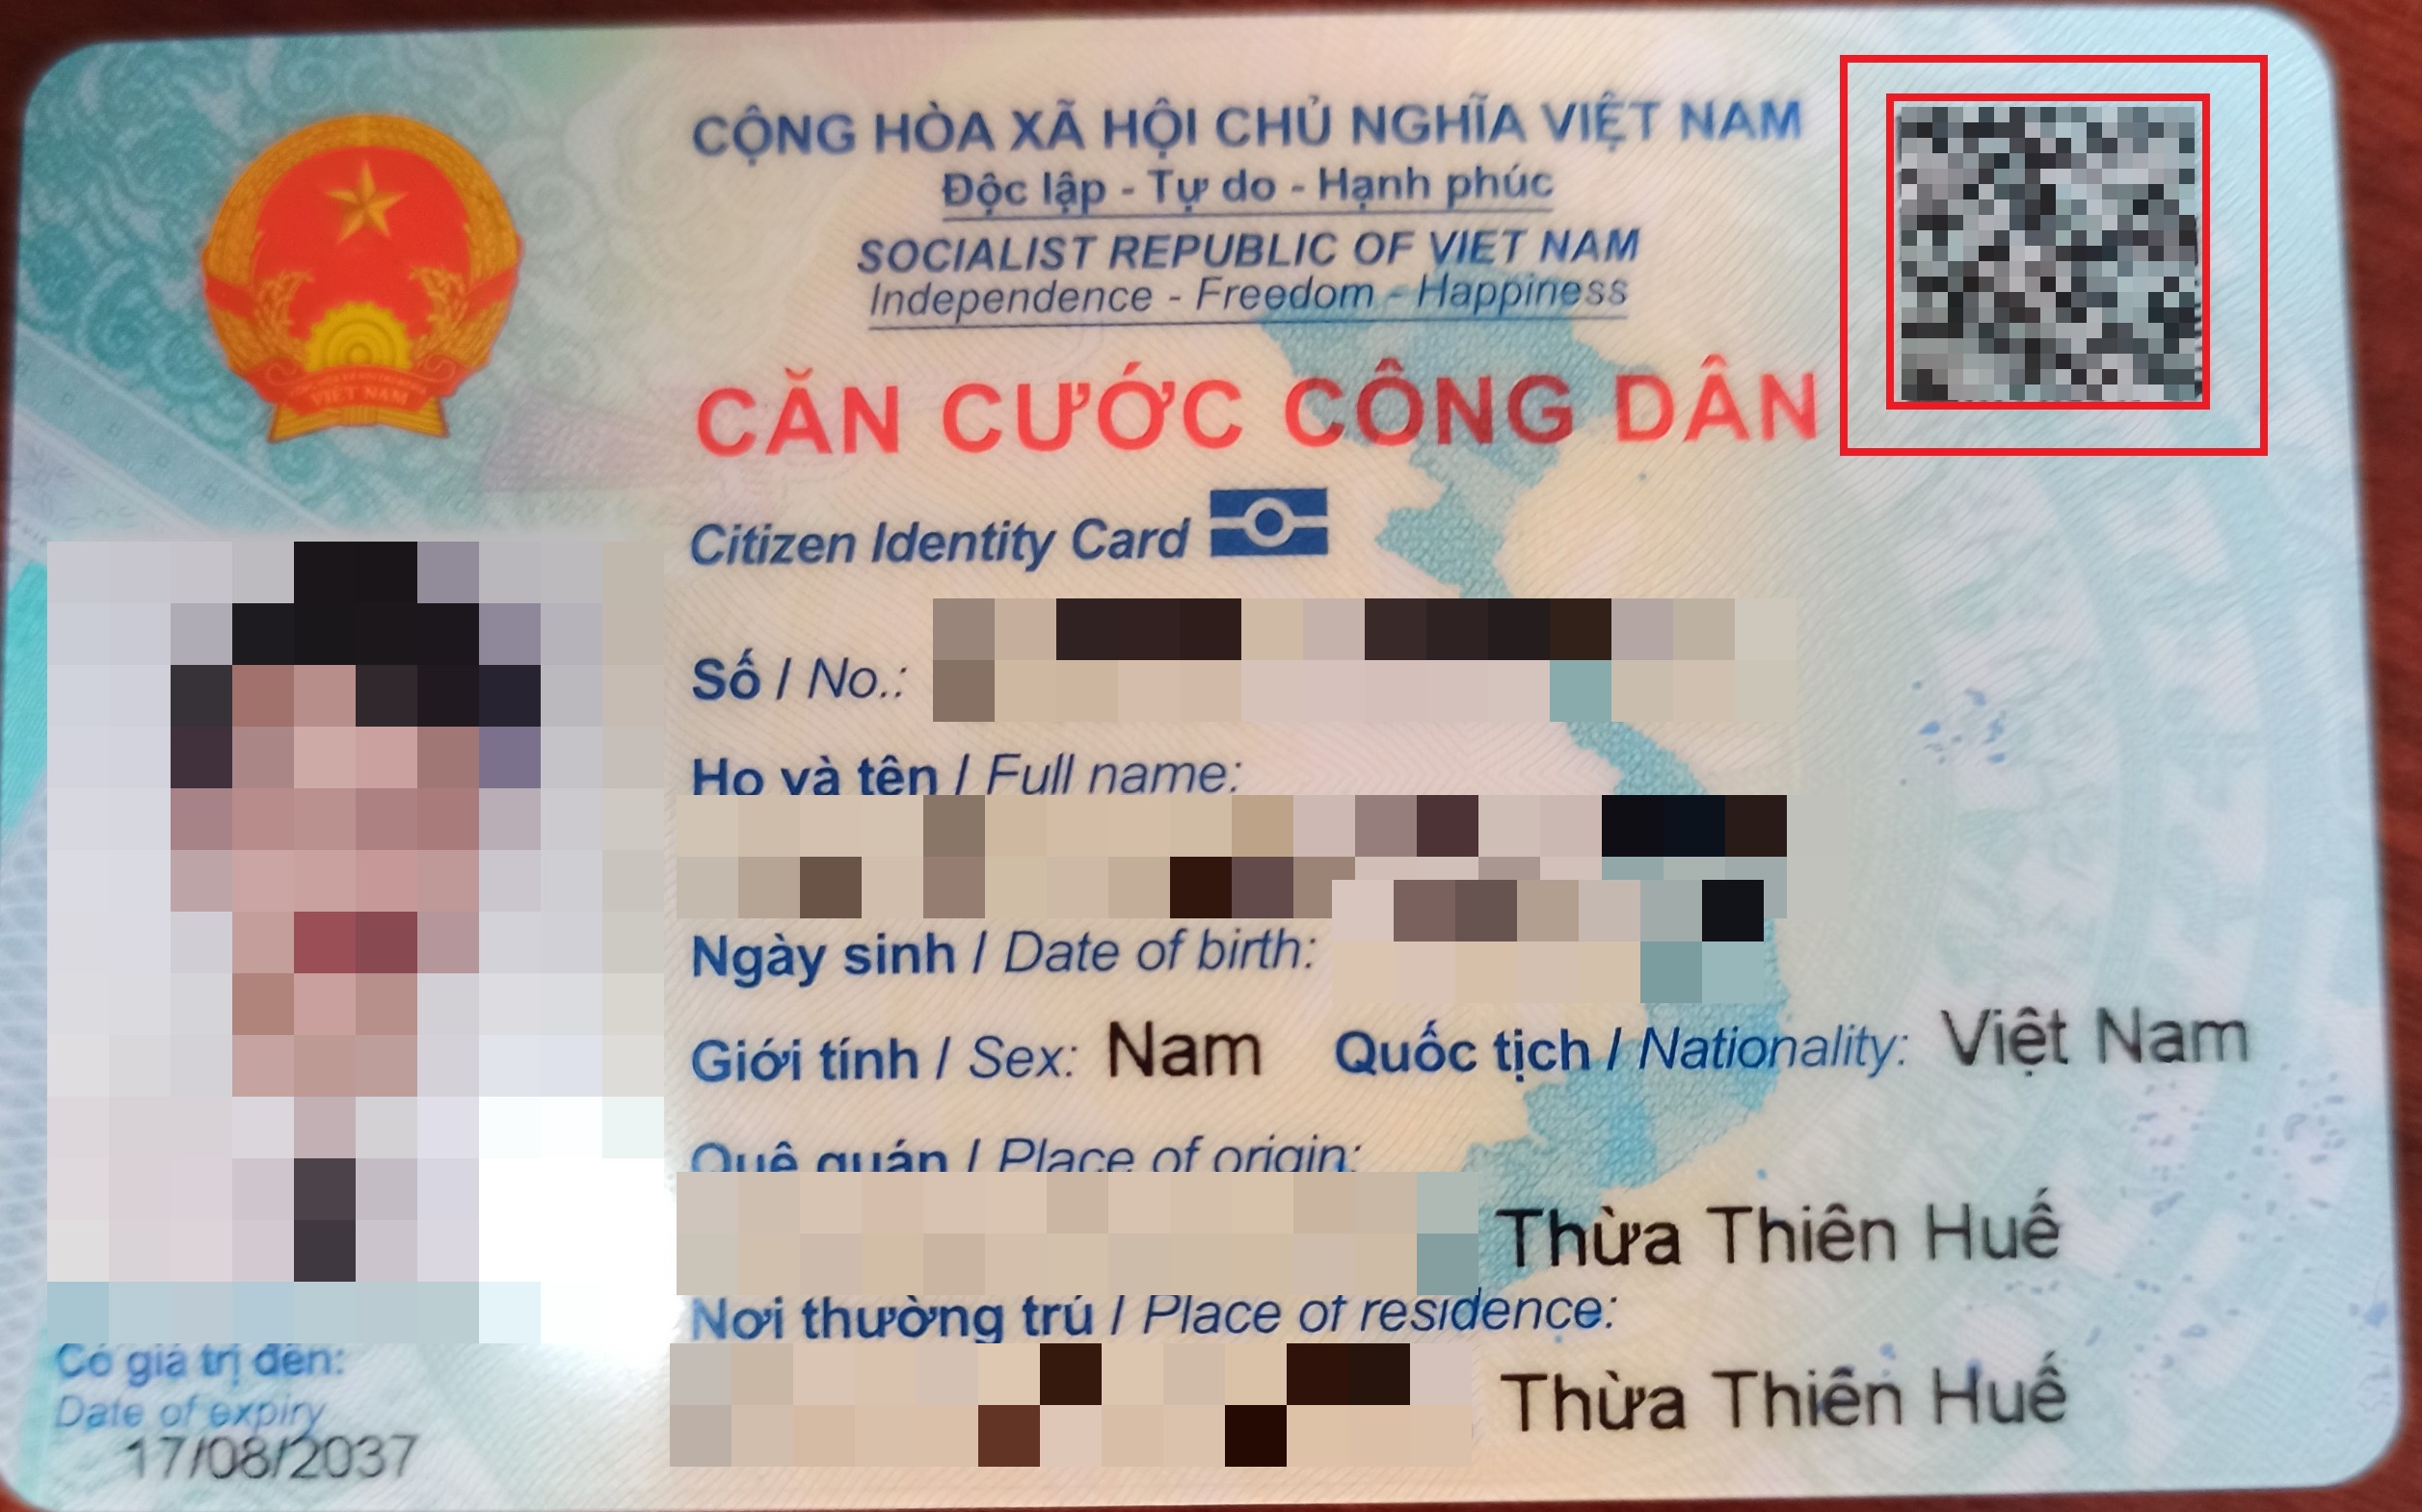 CỘNG HÒA XÃ HỘI CHỦ NGHĨA VIỆT NAM
Độc lập - Tự do - Hạnh phúc
SOCIALIST REPUBLIC OF VIET NAM
Independence - Freedom - Happiness
CĂN CƯỚC CÔNG DÂN
Citizen Identity Card
VIỆT NAM
Số / No.:
Họ và tên / Full name:
Ngày sinh / Date of birth:
Giới tính / Sex: Nam Quốc tịch / Nationality: Việt Nam
Quê quán / Place of origin:
Thừa Thiên Huế
Nơi thường trú / Place of residence:
Thừa Thiên Huế
Có giá trị đến:
Date of expiry
17/08/2037